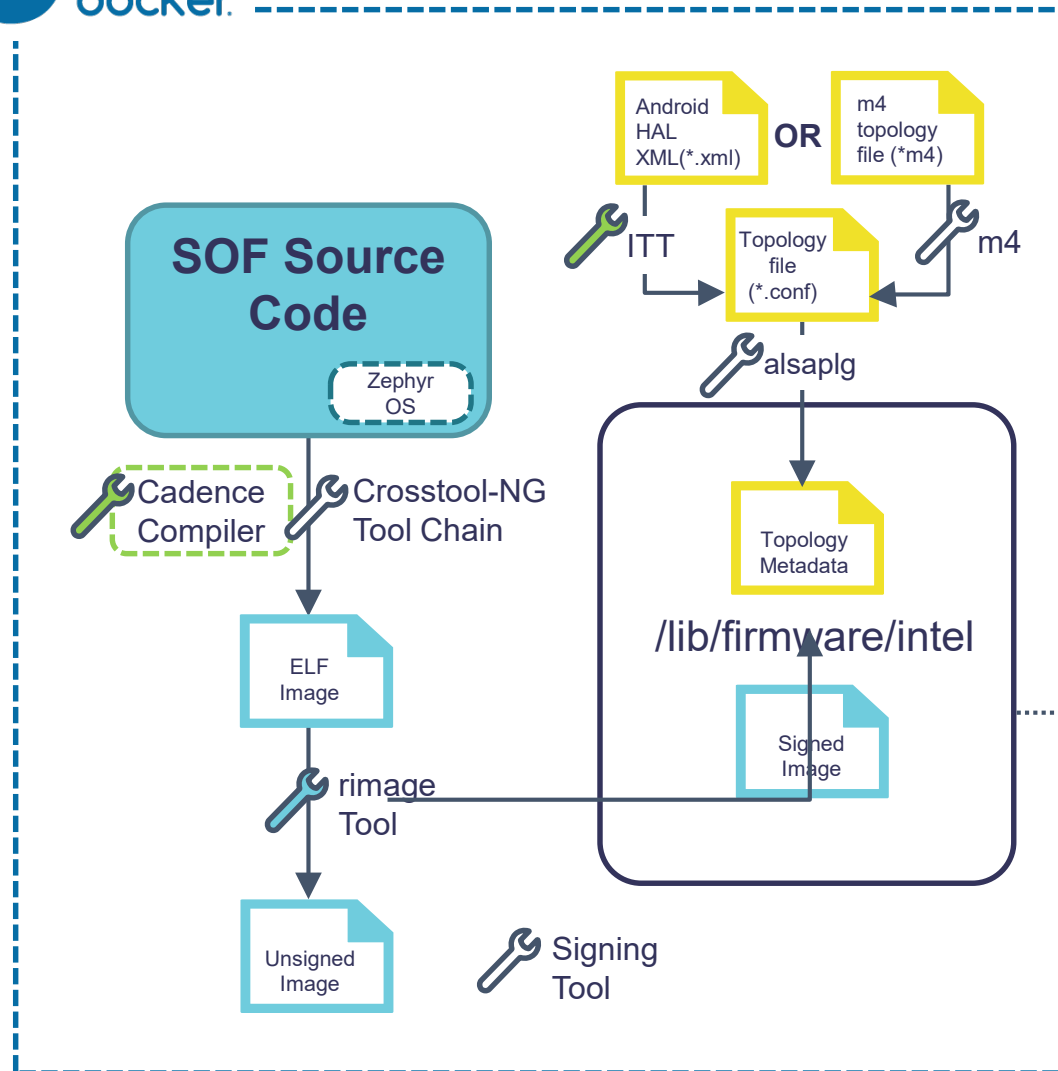 docker.
Android
HAL
XML(*.xml)
OR
m4
topology
file (*m4)
ITT
m4
Topology
file
(*.conf)
alsaplg
SOF Source
Code
Zephyr
OS
Cadence
Compiler
Crosstool-NG
Tool Chain
Topology
Metadata
/lib/firmware/intel
ELF
Image
Signed
Image
rimage
Tool
Unsigned
Image
Signing
Tool